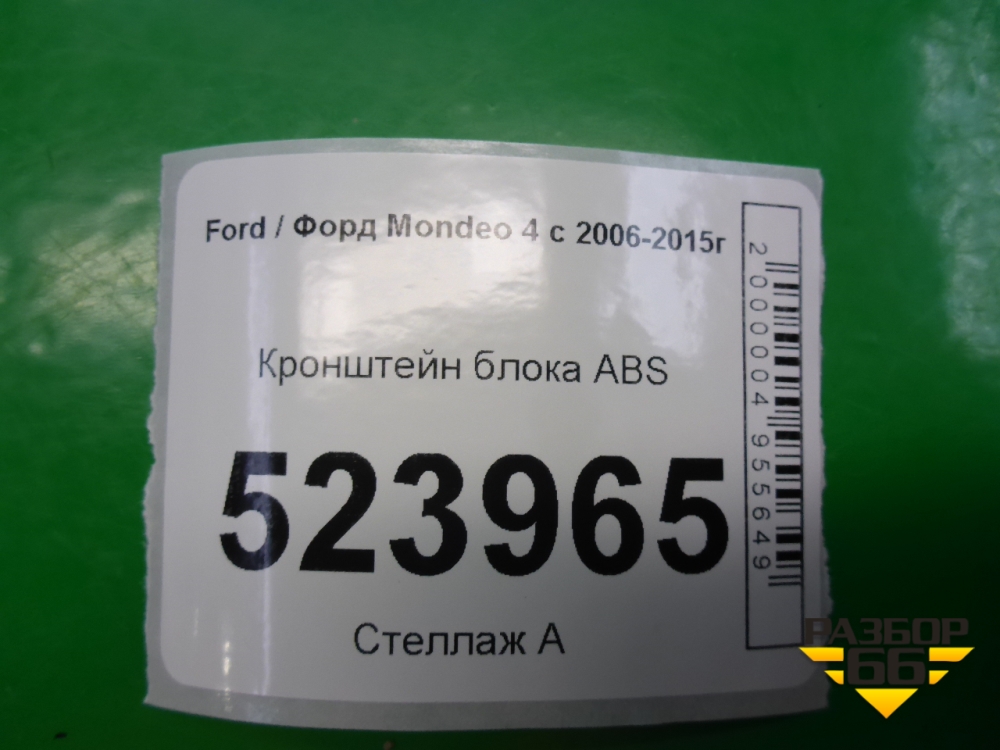 Ford / Форд Mondeo 4 с 2006-2015г
Кронштейн блока ABS
523965
Стеллаж А
2000004955649
РАЗБОР
66